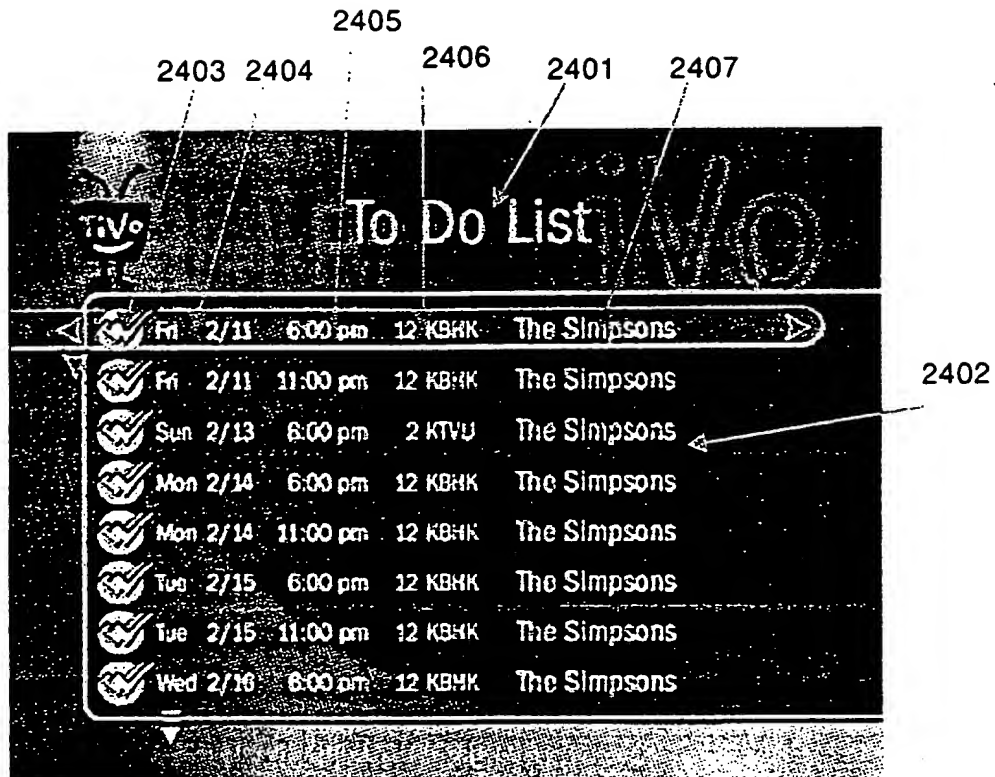 2405
2403 2404 2406 2401 2407
TiVo
To Do List
TiVo
Fri 2/11 6:00 pm 12 KBHK The Simpsons
Fri 2/11 11:00 pm 12 KBHK The Simpsons
2402
Sun 2/13 8:00 pm 2 KTVU The Simpsons
Mon 2/14 6:00 pm 12 KBHK The Simpsons
Mon 2/14 11:00 pm 12 KBHK The Simpsons
Tue 2/15 6:00 pm 12 KBHK The Simpsons
Tue 2/15 11:00 pm 12 KBHK The Simpsons
Wed 2/16 6:00 pm 12 KBHK The Simpsons